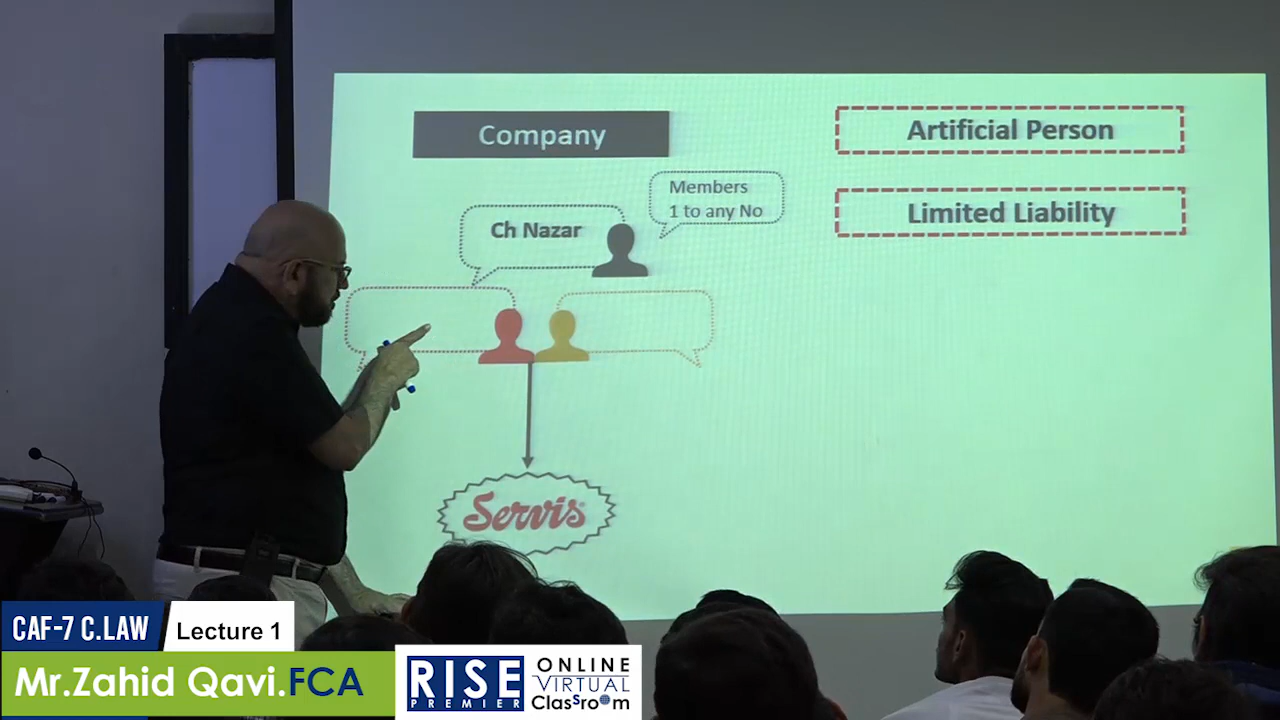 Company
Artificial Person
Members
1 to any No
Limited Liability
Ch Nazar
Servis
CAF-7 C.LAW
Lecture 1
Mr.Zahid Qavi.FCA
RISE
PREMIER
ONLINE
VIRTUAL
Classroom